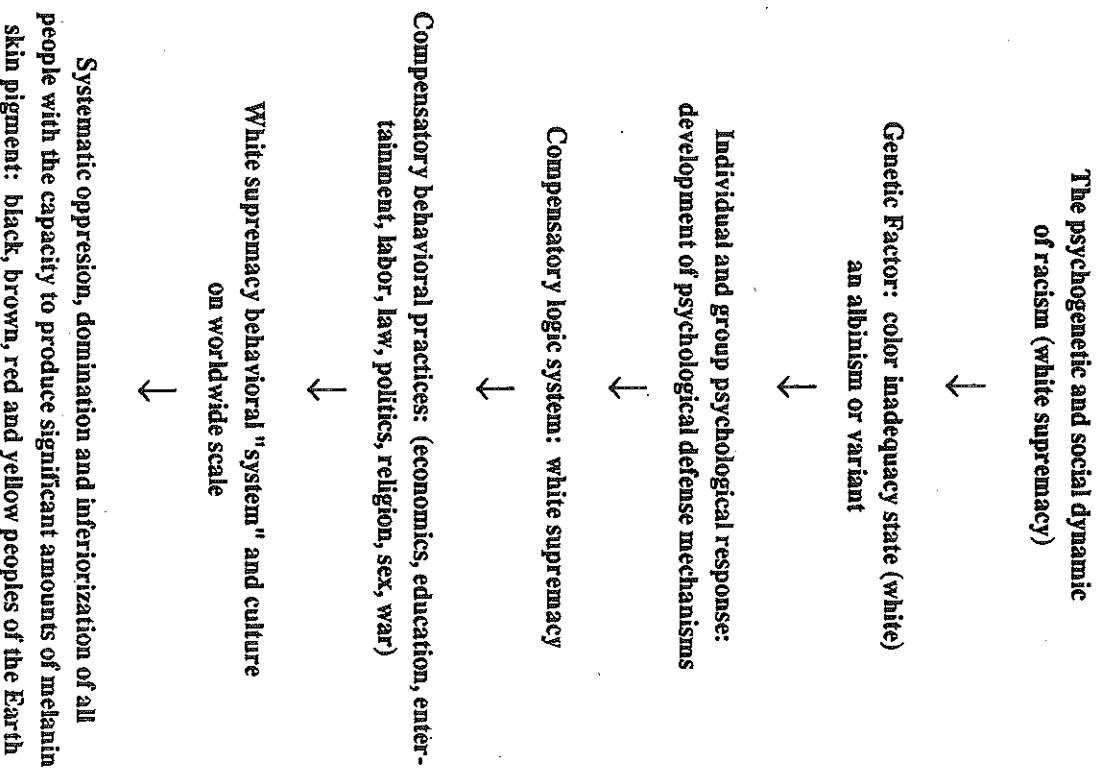 The psychogenetic and social dynamic
of racism (white supremacy)
↓
Genetic Factor: color inadequacy state (white)
an albinism or variant
↓
Individual and group psychological response:
development of psychological defense mechanisms
↓
Compensatory logic system: white supremacy
↓
Compensatory behavioral practices: (economics, education, enter-
tainment, labor, law, politics, religion, sex, war)
↓
White supremacy behavioral "system" and culture
on worldwide scale
↓
Systematic oppresion, domination and inferiorization of all
people with the capacity to produce significant amounts of melanin
skin pigment: black, brown, red and yellow peoples of the Earth